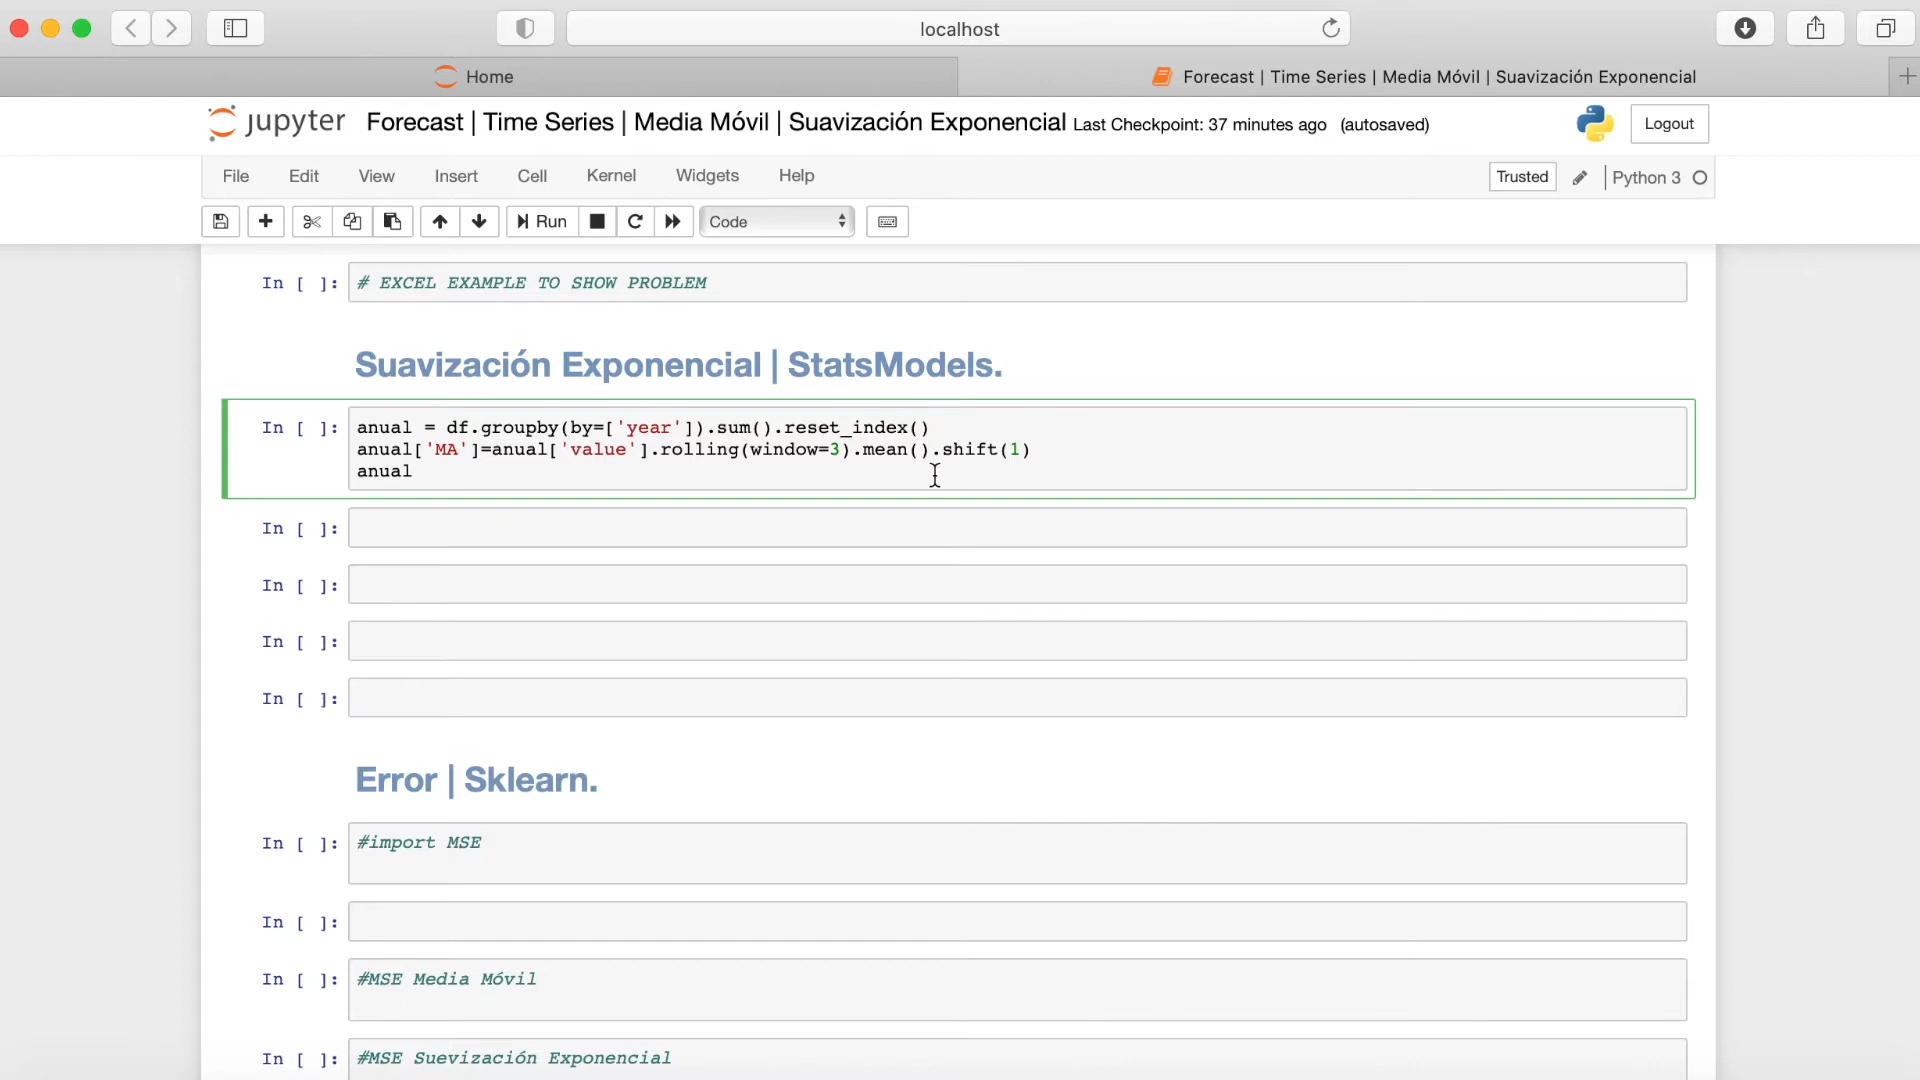 localhost
Home
Forecast | Time Series | Media Móvil | Suavización Exponencial
jupyter Forecast | Time Series | Media Móvil | Suavización Exponencial Last Checkpoint: 37 minutes ago (autosaved)
Logout
File Edit View Insert Cell Kernel Widgets Help
Trusted
Python 3
Run
Code
In [ ]: # EXCEL EXAMPLE TO SHOW PROBLEM
Suavización Exponencial | StatsModels.
In [ ]: anual = df.groupby(by=['year']).sum().reset_index()
anual['MA']=anual['value'].rolling(window=3).mean().shift(1)
anual
In [ ]:
In [ ]:
In [ ]:
In [ ]:
Error | Sklearn.
In [ ]: #import MSE
In [ ]:
In [ ]: #MSE Media Móvil
In [ ]: #MSE Suevización Exponencial